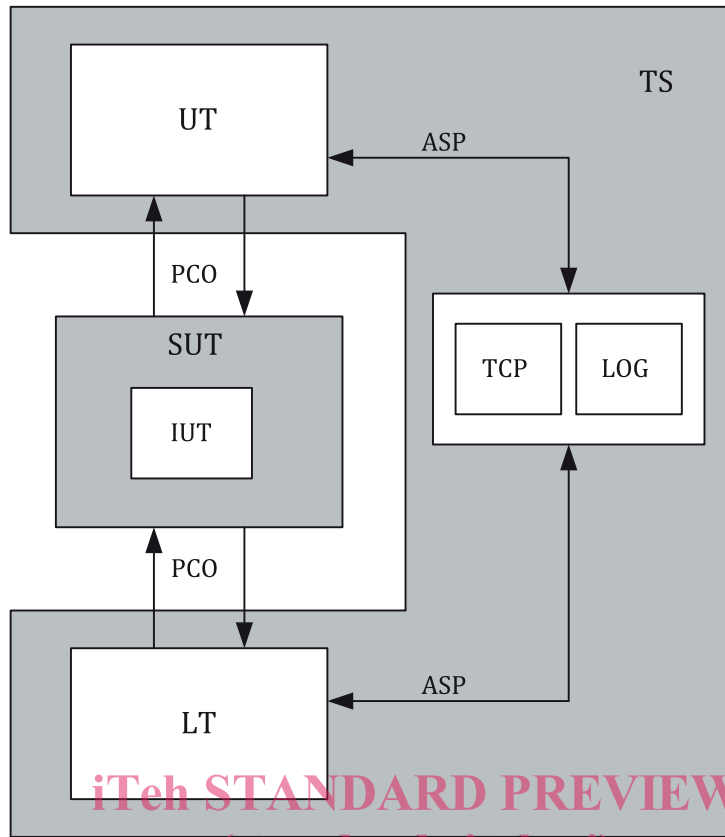 TS
UT
ASP
PCO
SUT
TCP
LOG
IUT
PCO
ASP
LT
iTeh STANDARD PREVIEW